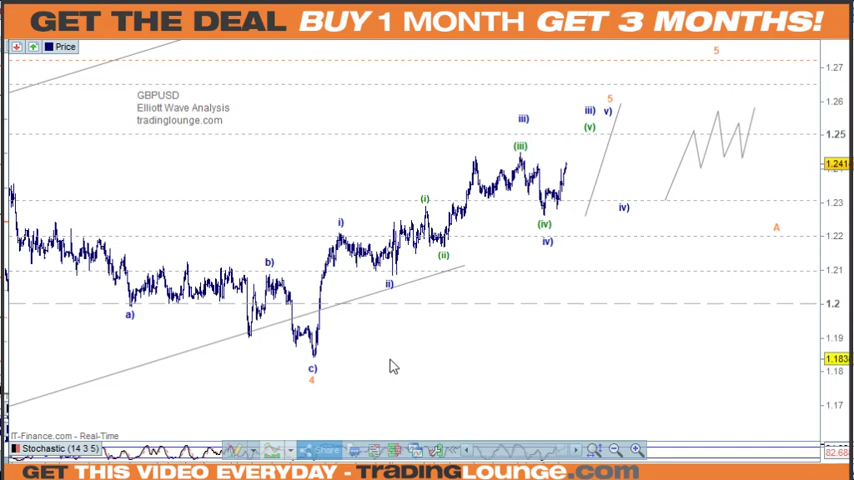 GET THE DEAL BUY 1 MONTH GET 3 MONTHS!
Price
5
1.27
GBPUSD
Elliott Wave Analysis
tradinglounge.com
5
1.26
iii)
iii) v)
(v)
1.25
(iii)
1.241
1.23
(i)
iv)
i)
(iv)
1.22
A
iv)
(ii)
b)
1.21
ii)
1.2
a)
1.19
c)
1.183
4
1.18
1.17
IT-Finance.com - Real-Time
Stochastic (14 3 5)
Share
82.68
GET THIS VIDEO EVERYDAY - TRADINGLOUNGE.COM